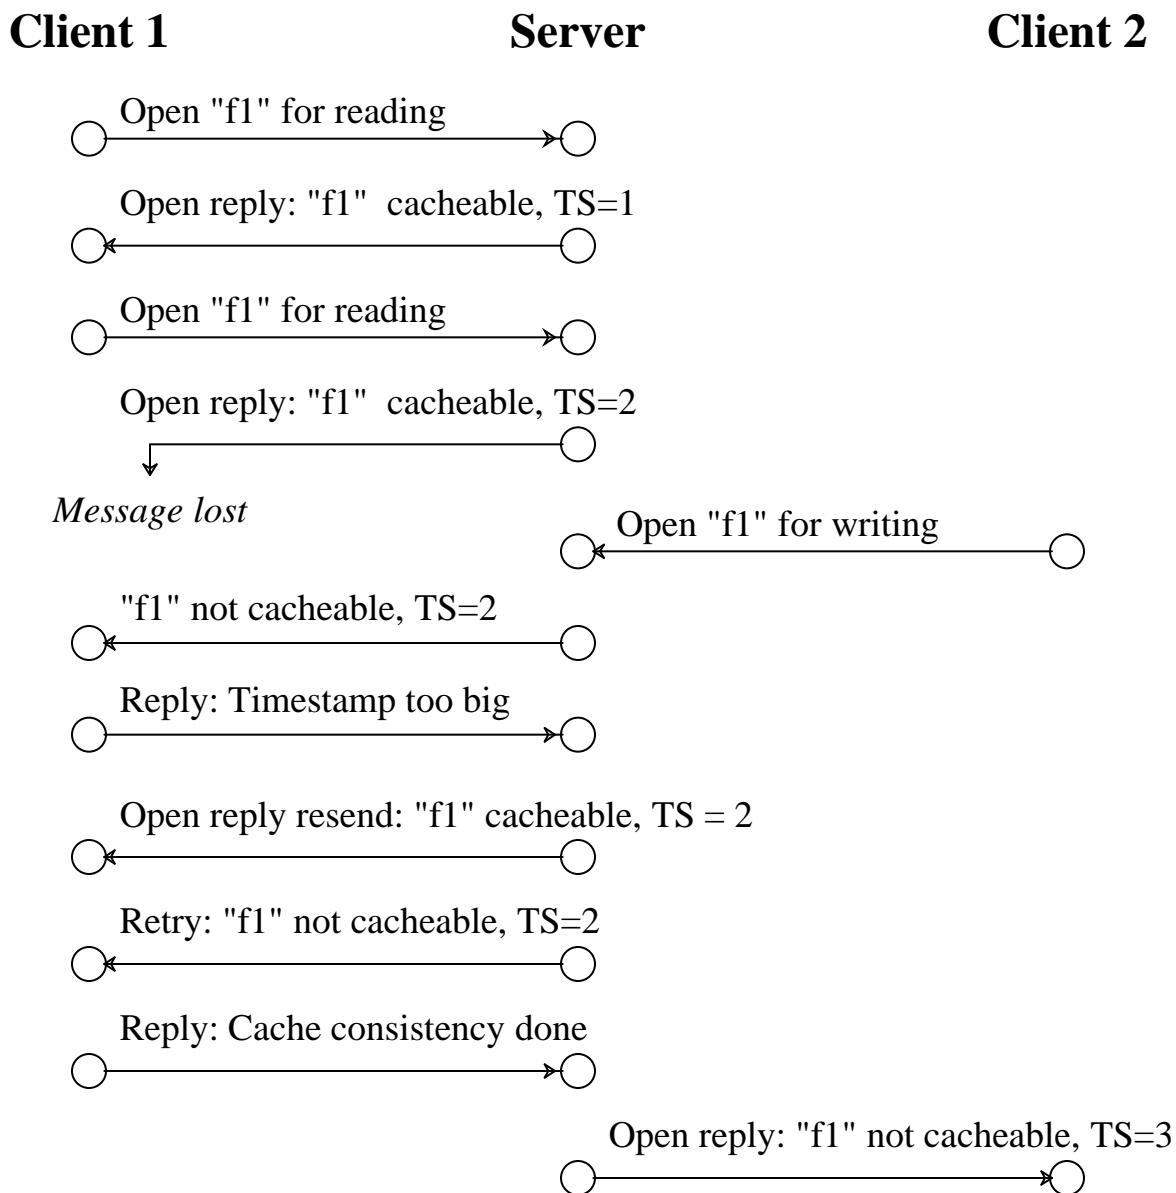 Client 1 Server Client 2
Open "f1" for reading
Open reply: "f1" cacheable, TS=1
Open "f1" for reading
Open reply: "f1" cacheable, TS=2
Message lost
Open "f1" for writing
"f1" not cacheable, TS=2
Reply: Timestamp too big
Open reply resend: "f1" cacheable, TS = 2
Retry: "f1" not cacheable, TS=2
Reply: Cache consistency done
Open reply: "f1" not cacheable, TS=3